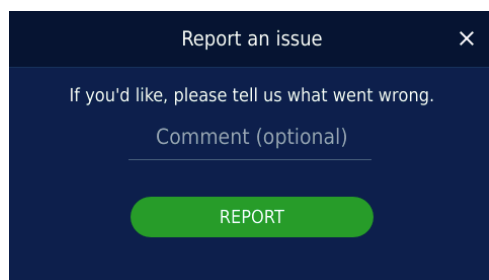 Report an issue
If you'd like, please tell us what went wrong.
Comment (optional)
REPORT